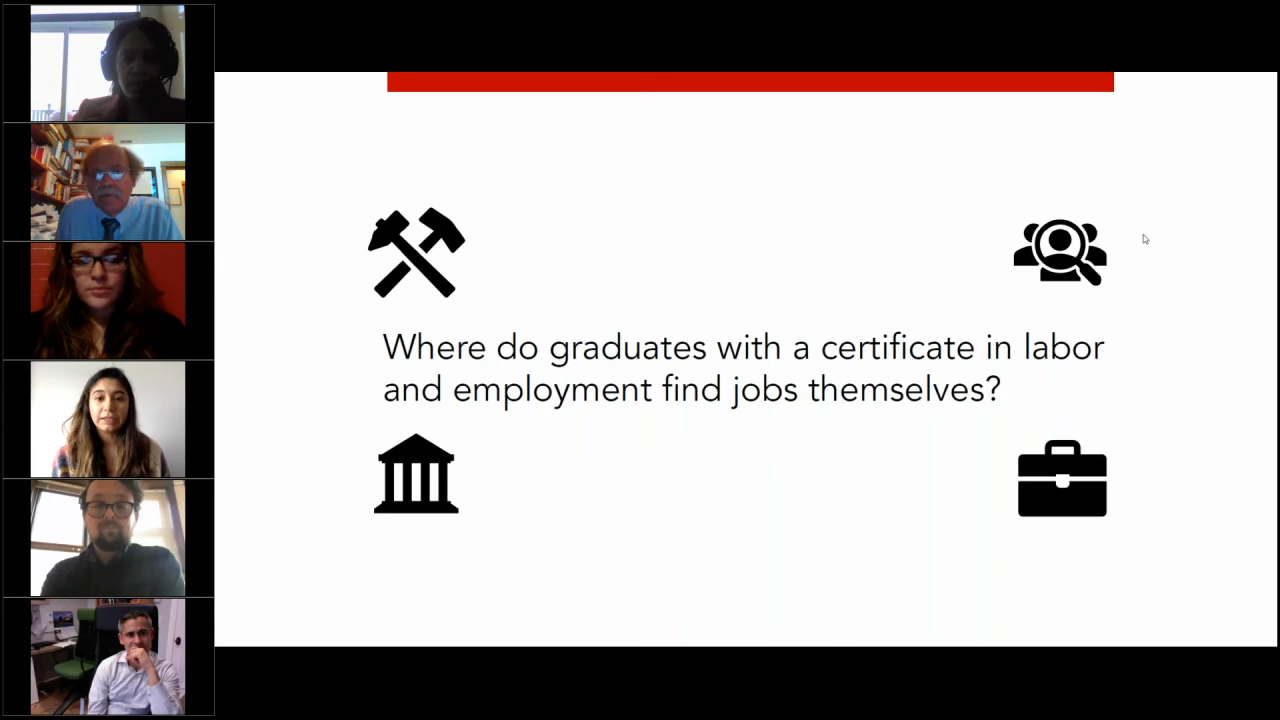 Where do graduates with a certificate in labor
and employment find jobs themselves?